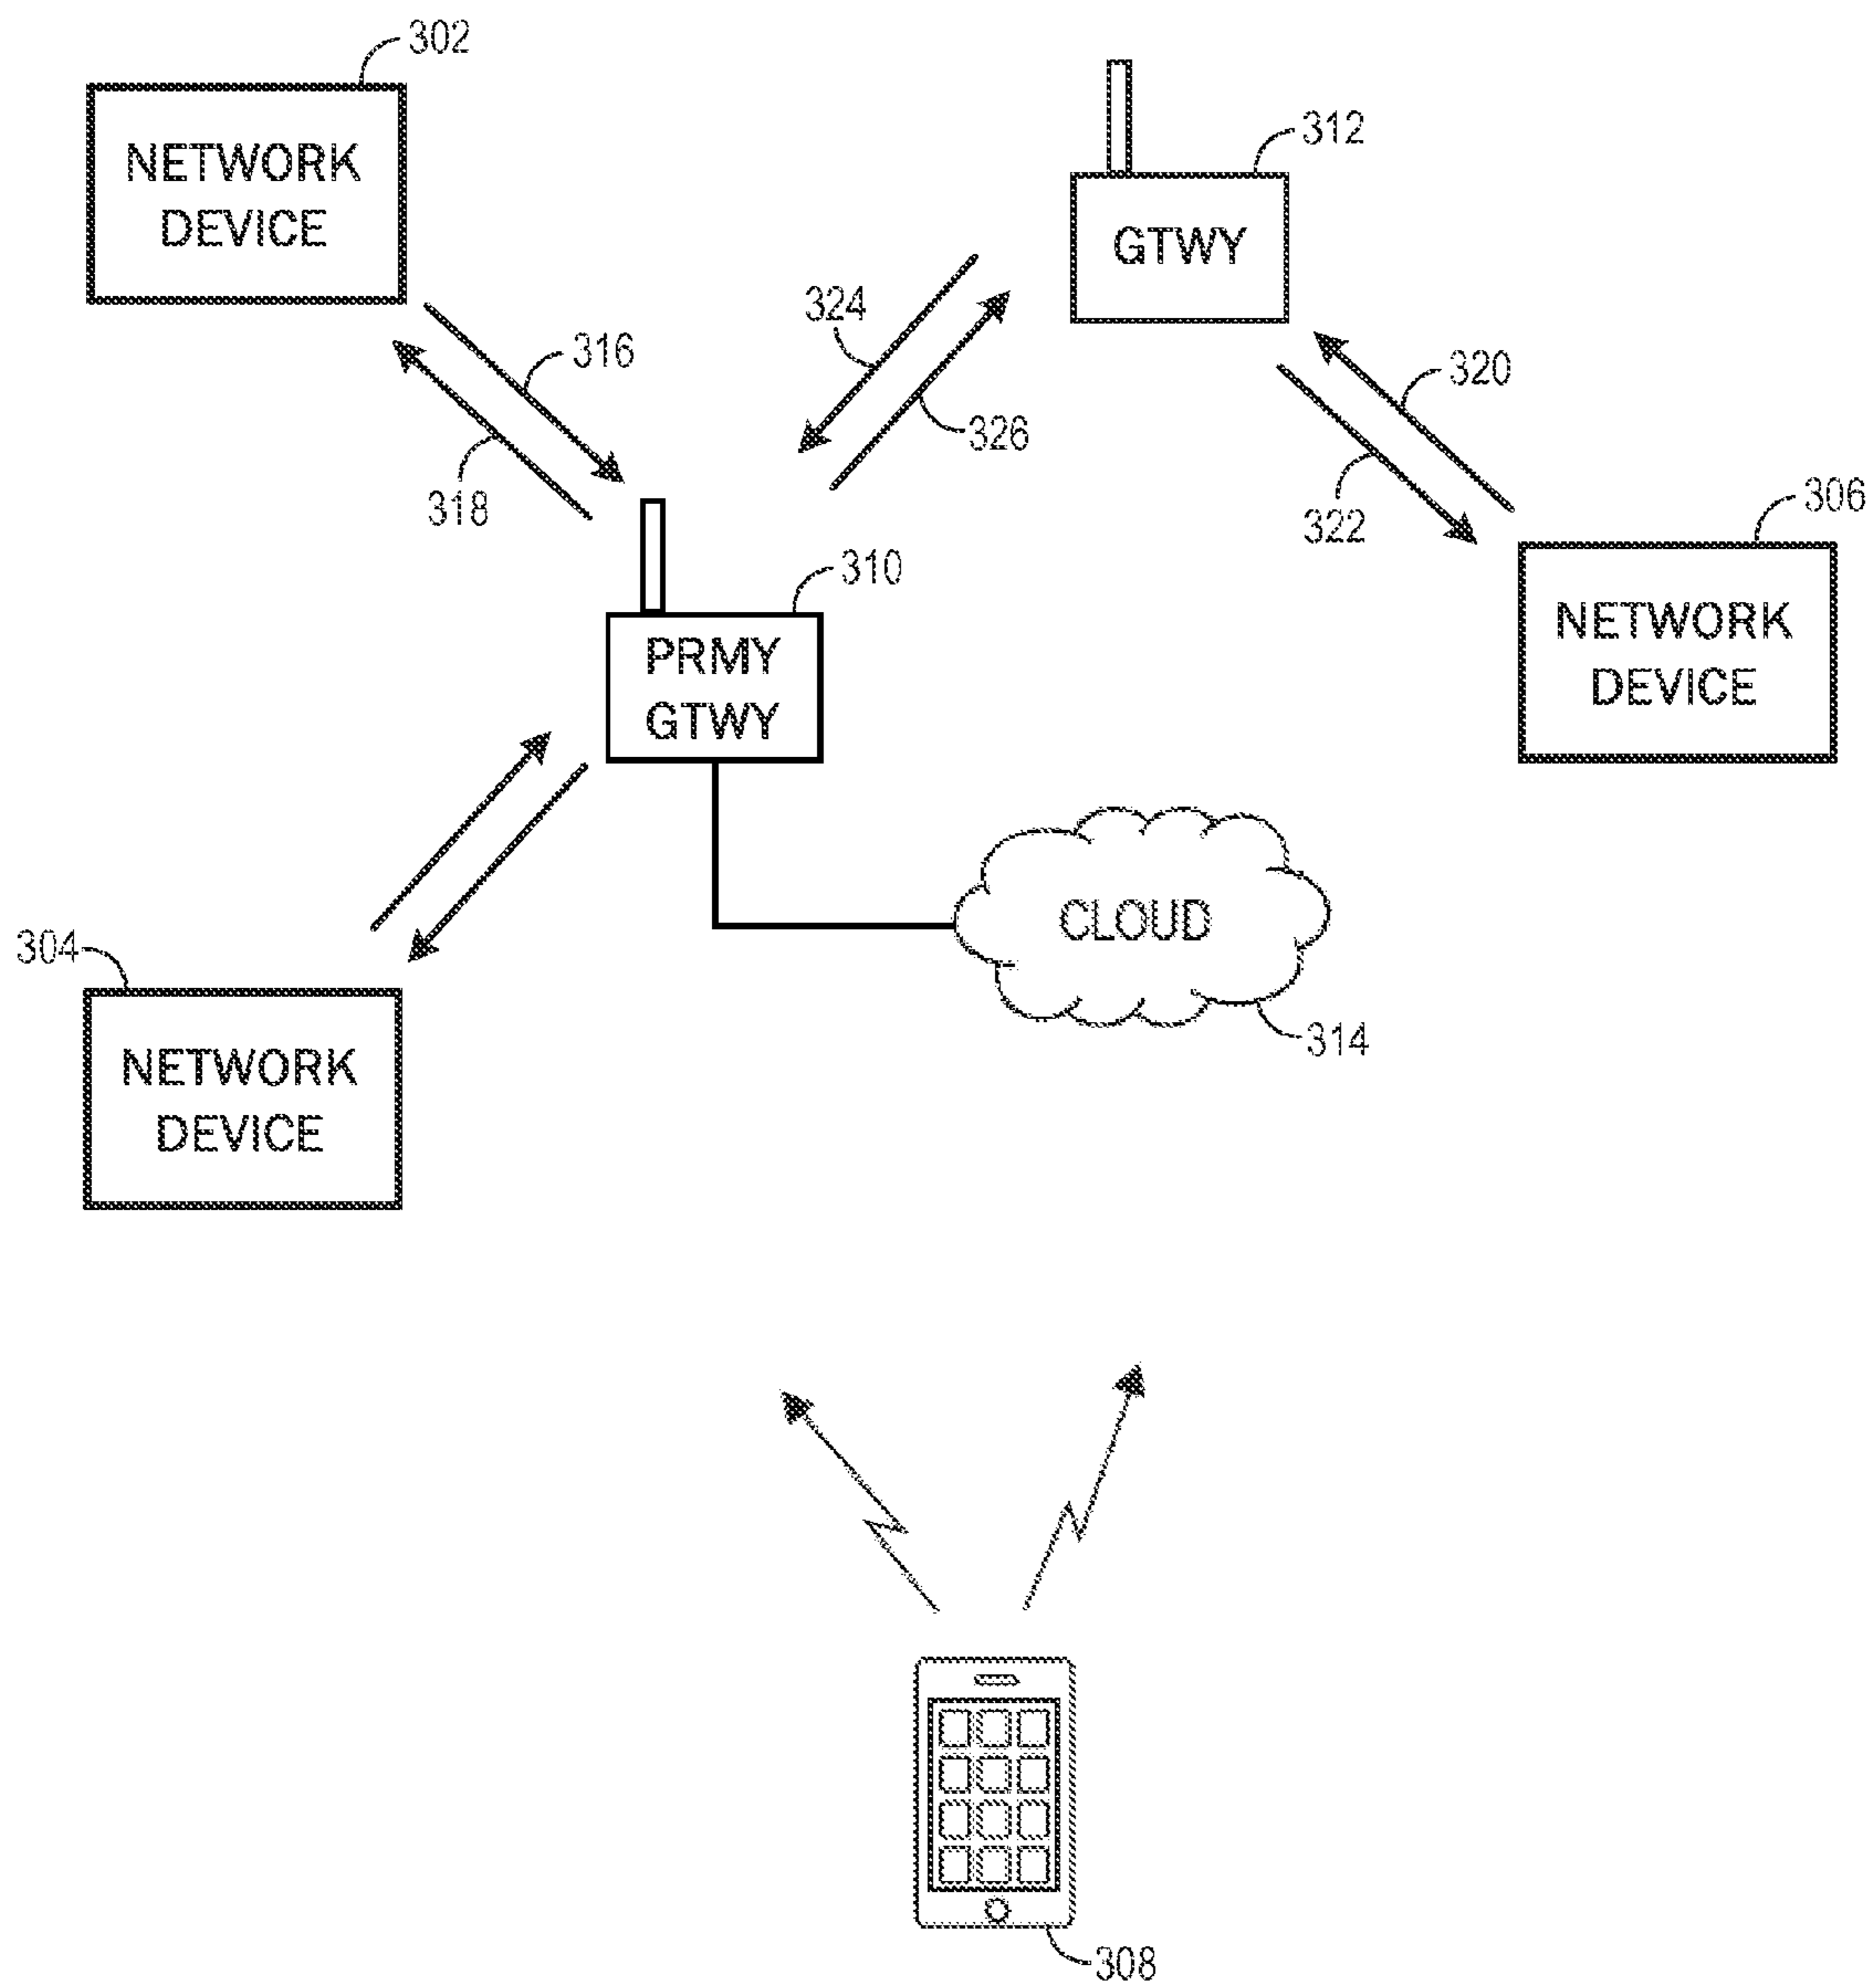 302
NETWORK
DEVICE
312
GTWY
324
316
320
326
318
322
306
310
NETWORK
DEVICE
PRMY
GTWY
CLOUD
304
314
NETWORK
DEVICE
308